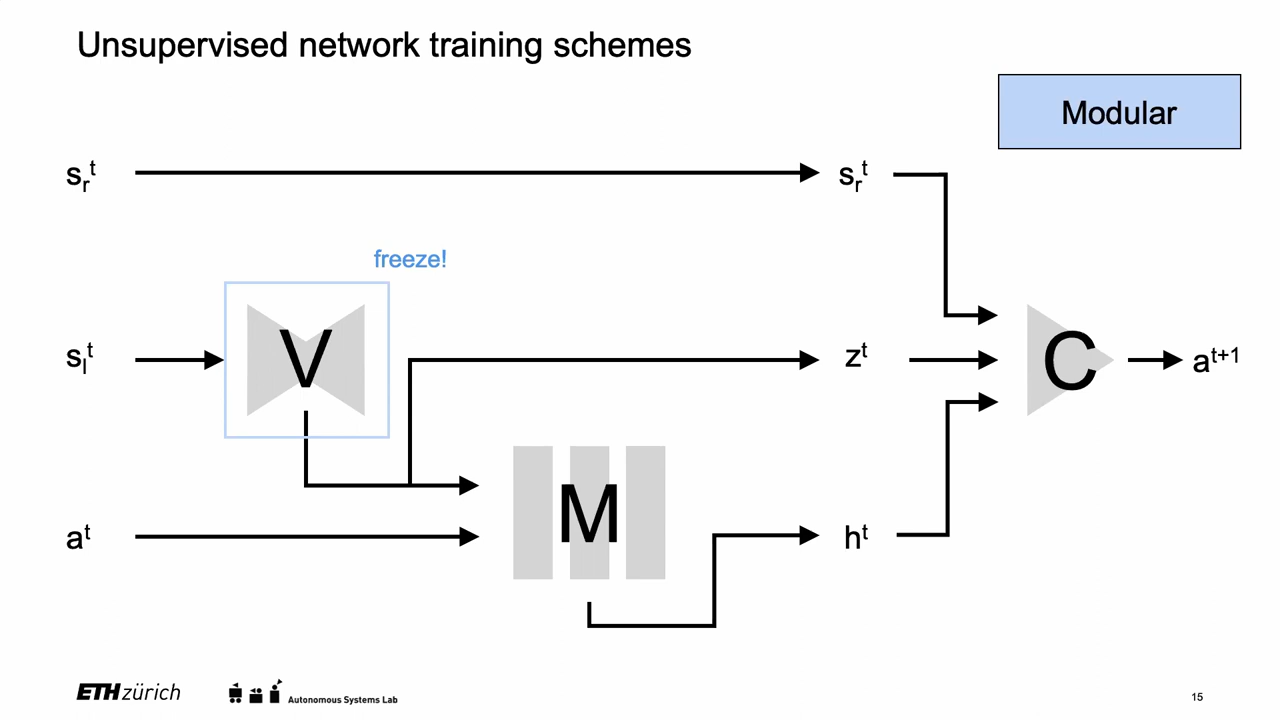 Unsupervised network training schemes
Modular
s_r^t
s_r^t
freeze!
V
s_l^t
z^t
C
a^{t+1}
M
a^t
h^t
ETH zürich
Autonomous Systems Lab
15